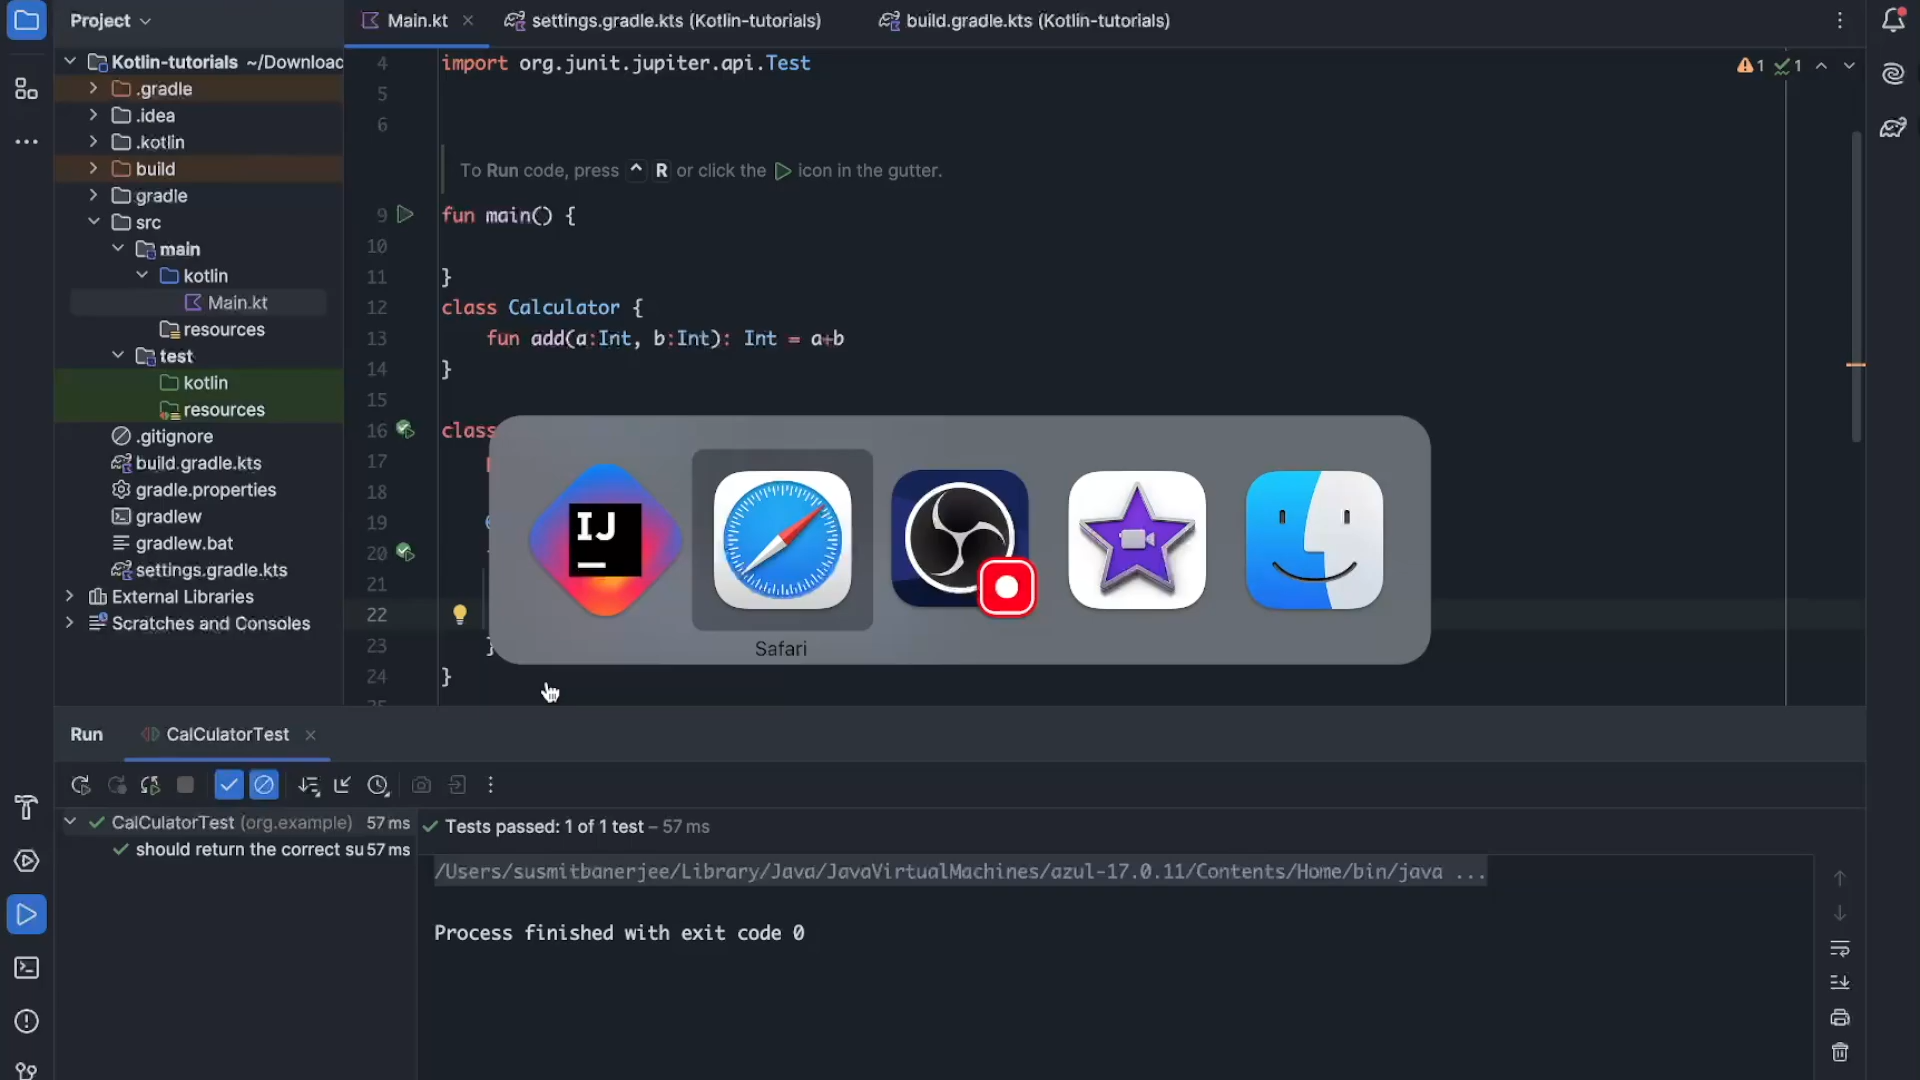 Project
Main.kt
settings.gradle.kts (Kotlin-tutorials)
build.gradle.kts (Kotlin-tutorials)
Kotlin-tutorials ~/Downloac
.gradle
.idea
.kotlin
build
gradle
src
main
kotlin
Main.kt
resources
test
kotlin
resources
.gitignore
build.gradle.kts
gradle.properties
gradlew
gradlew.bat
settings.gradle.kts
External Libraries
Scratches and Consoles
4 import org.junit.jupiter.api.Test
5
6
To Run code, press ^ R or click the icon in the gutter.
9 fun main() {
10
11 }
12 class Calculator {
13 fun add(a:Int, b:Int): Int = a+b
14 }
15
16 class
17
18
19
20
21
22
23 }
24 }
1 1
IJ
Safari
Run
CalCulatorTest
CalCulatorTest (org.example) 57 ms
should return the correct su 57 ms
Tests passed: 1 of 1 test – 57 ms
/Users/susmitbanerjee/Library/Java/JavaVirtualMachines/azul-17.0.11/Contents/Home/bin/java ...
Process finished with exit code 0